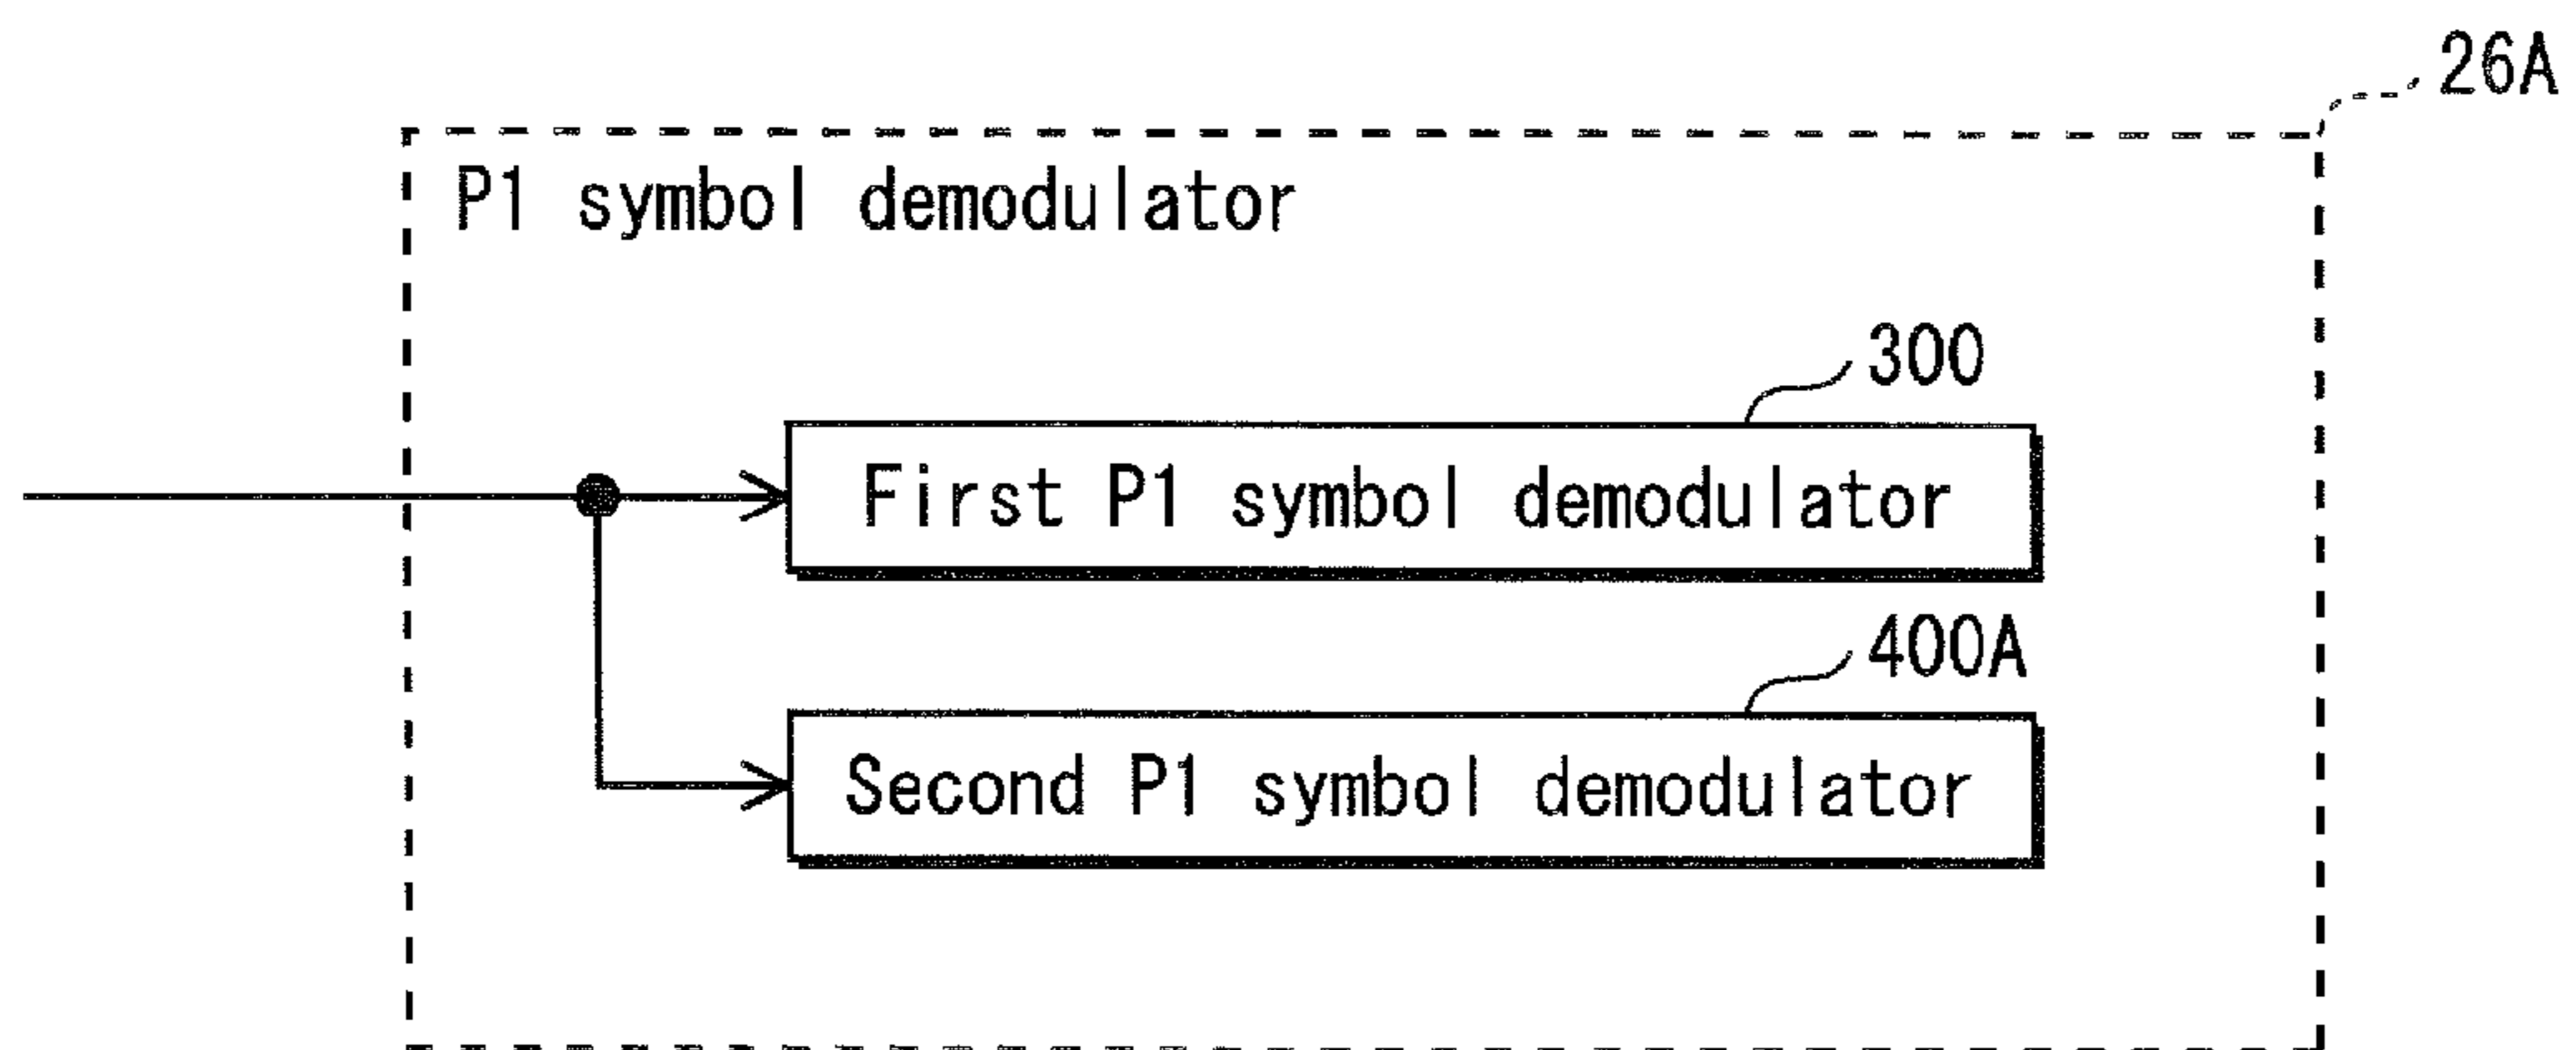 26A
P1 symbol demodulator
300
First P1 symbol demodulator
400A
Second P1 symbol demodulator